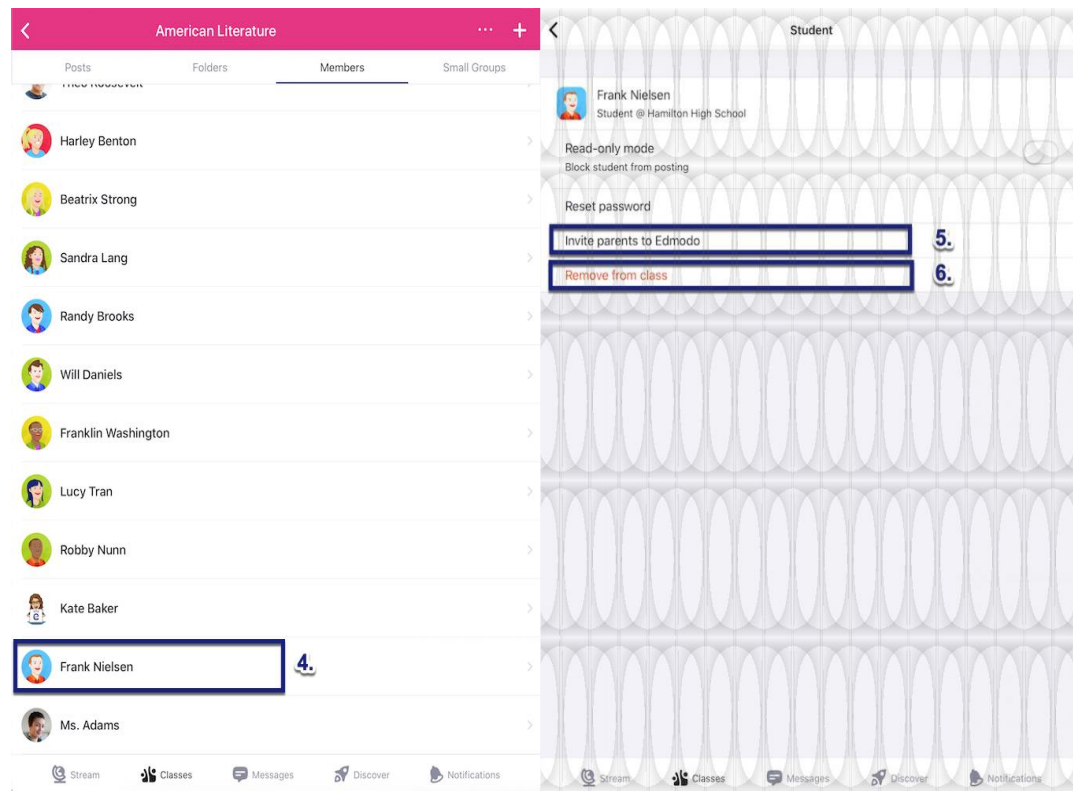 American Literature
Posts Folders Members Small Groups
Theo Roosevelt
Harley Benton
Beatrix Strong
Sandra Lang
Randy Brooks
Will Daniels
Franklin Washington
Lucy Tran
Robby Nunn
Kate Baker
Frank Nielsen 4.
Ms. Adams
Stream Classes Messages Discover Notifications
Student
Frank Nielsen
Student @ Hamilton High School
Read-only mode
Block student from posting
Reset password
Invite parents to Edmodo 5.
Remove from class 6.
Stream Classes Messages Discover Notifications